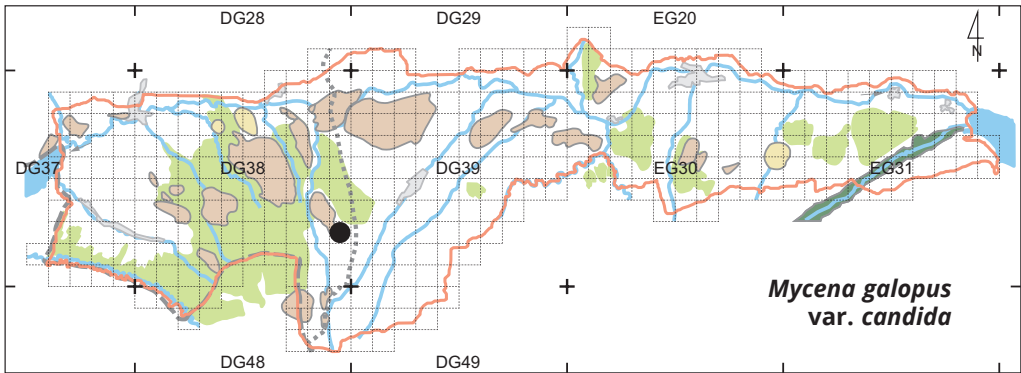 DG28 DG29 EG20
N
DG37 DG38 DG39 EG30 EG31
Mycena galopus
var. candida
DG48 DG49